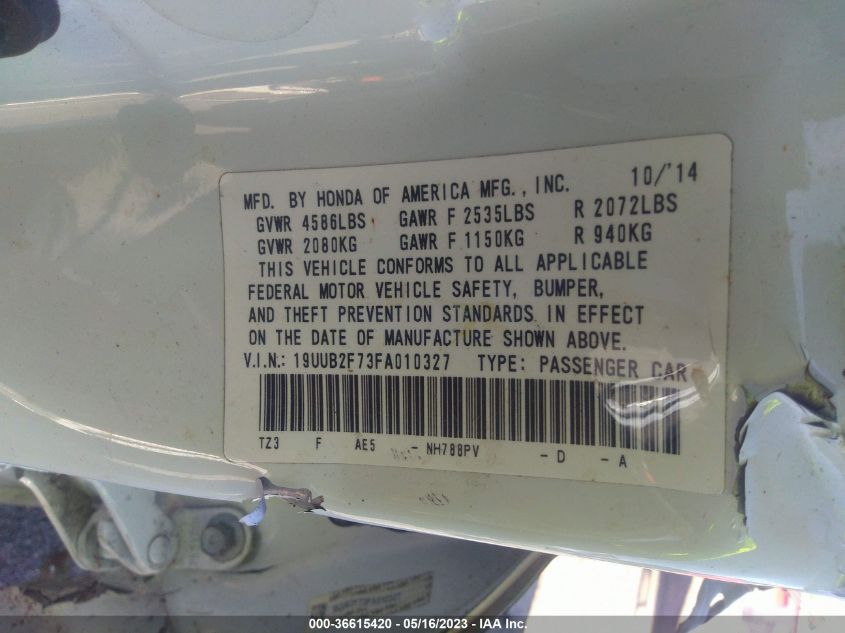 MFD. BY HONDA OF AMERICA MFG., INC. 10/'14
GVWR 4586LBS GAWR F 2535LBS R 2072LBS
GVWR 2080KG GAWR F 1150KG R 940KG
THIS VEHICLE CONFORMS TO ALL APPLICABLE
FEDERAL MOTOR VEHICLE SAFETY, BUMPER,
AND THEFT PREVENTION STANDARDS IN EFFECT
ON THE DATE OF MANUFACTURE SHOWN ABOVE.
V.I.N.: 19UUB2F73FA010327 TYPE: PASSENGER CAR
TZ3 F AE5 - NH788PV - D - A
000-36615420 - 05/16/2023 - IAA Inc.